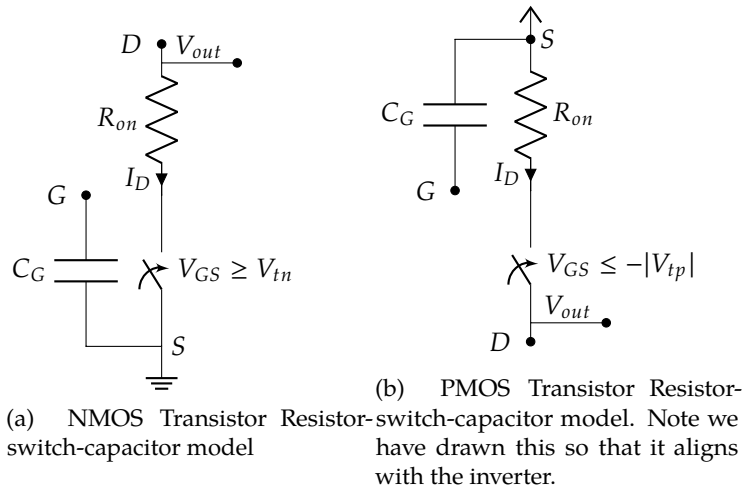 D
V_out
R_on
I_D
G
C_G
V_GS ≥ V_tn
S
(a) NMOS Transistor Resistor-
switch-capacitor model
S
C_G
R_on
I_D
G
V_GS ≤ −|V_tp|
V_out
D
(b) PMOS Transistor Resistor-
switch-capacitor model. Note we
have drawn this so that it aligns
with the inverter.